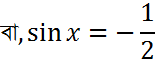 বা, sin x = −1/2